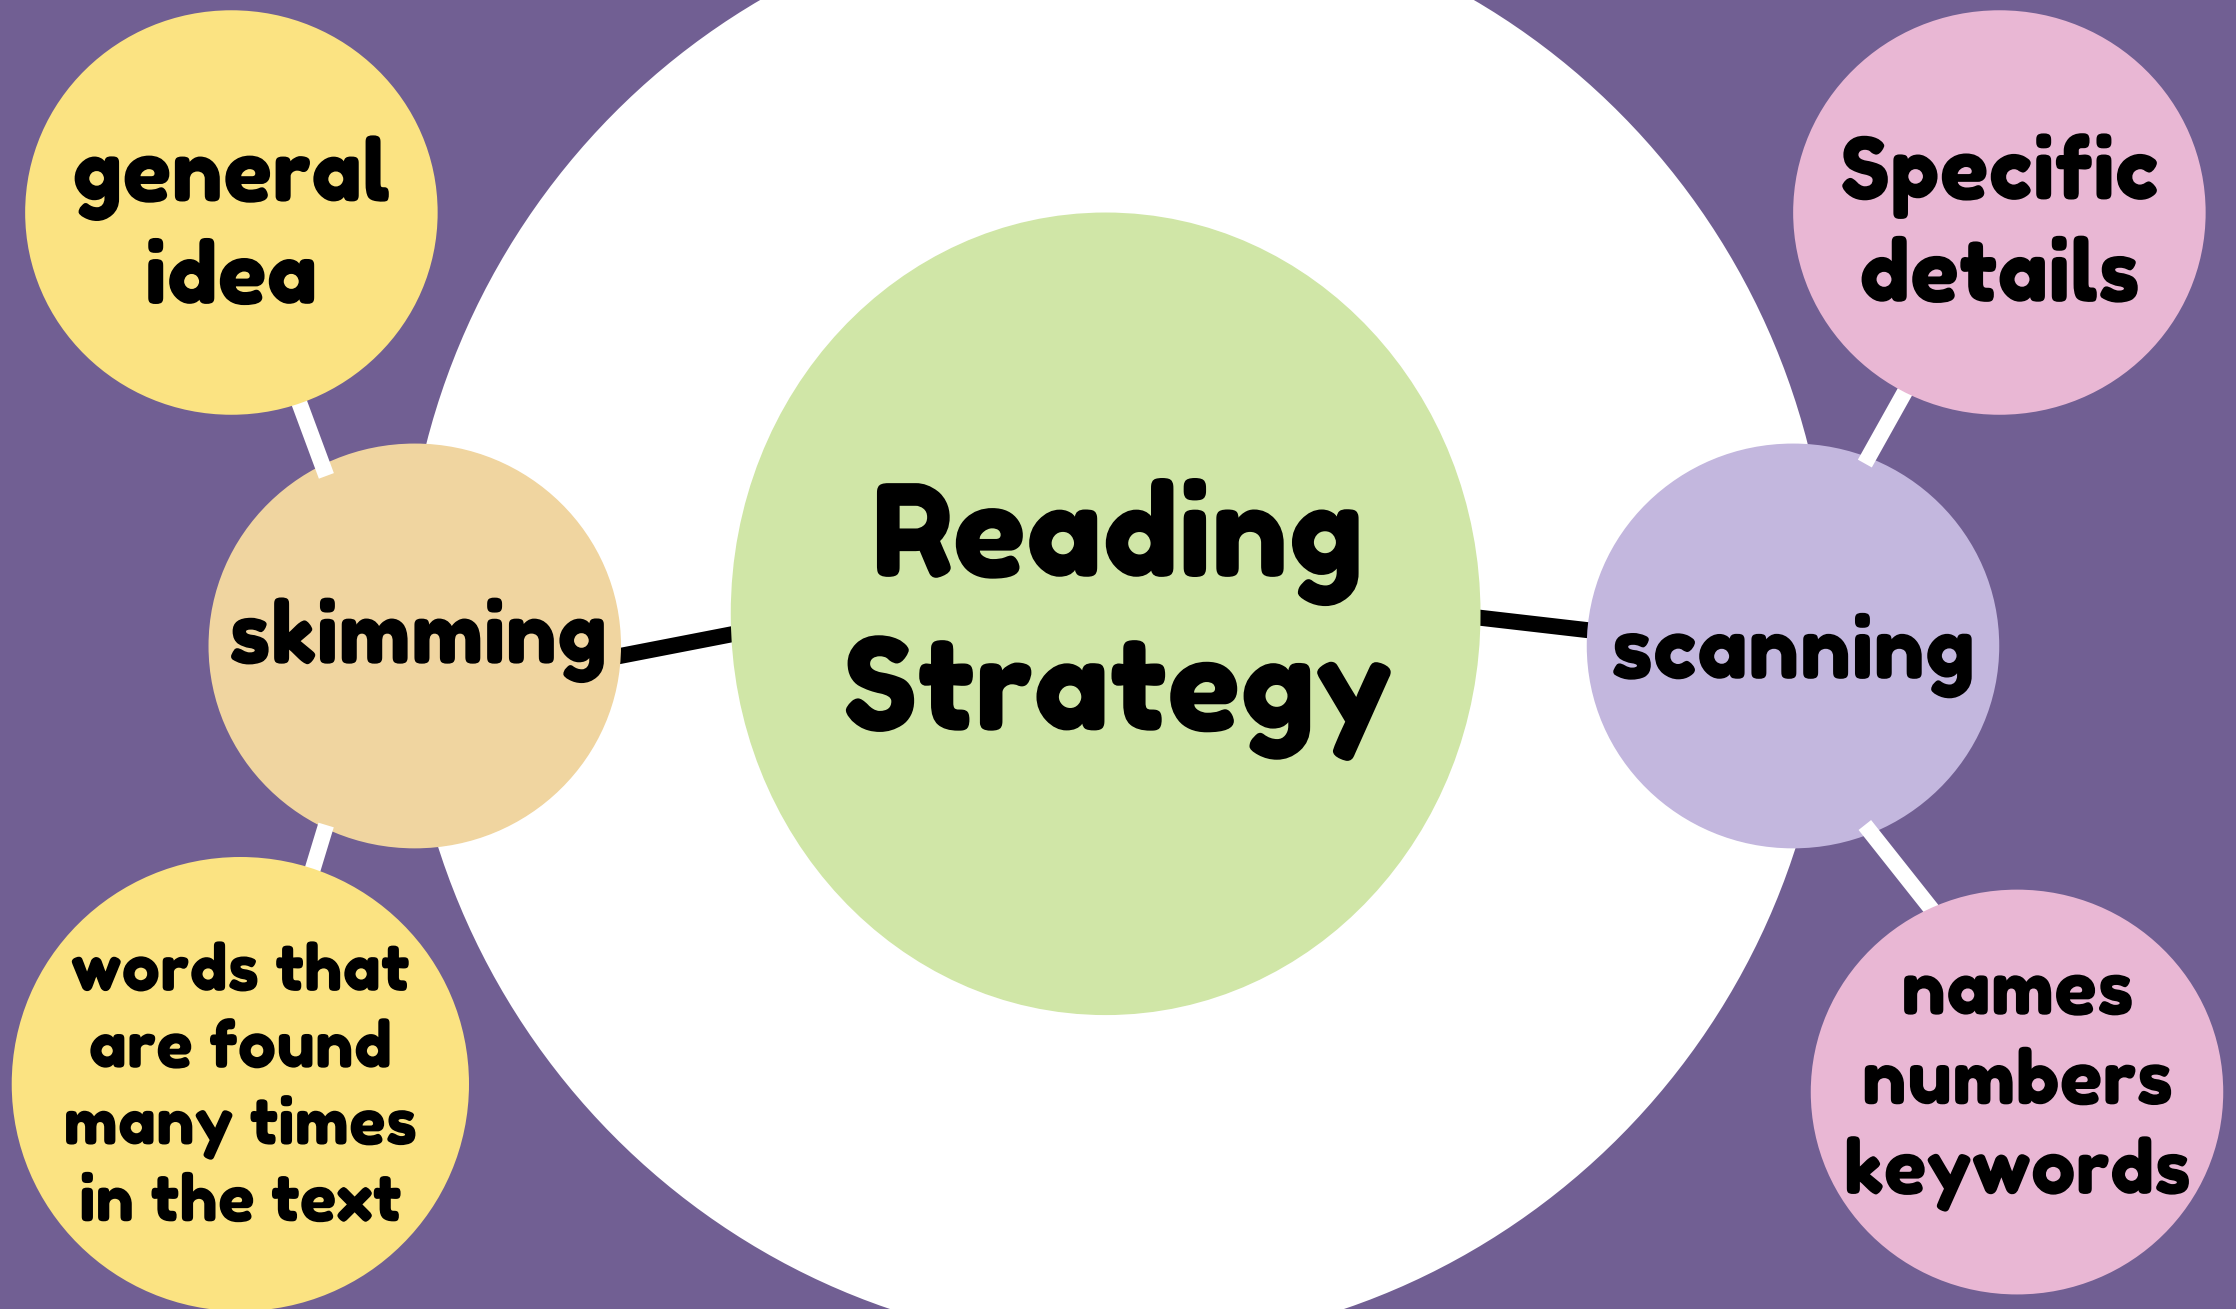 general
idea
Specific
details
Reading
Strategy
skimming
scanning
words that
are found
many times
in the text
names
numbers
keywords